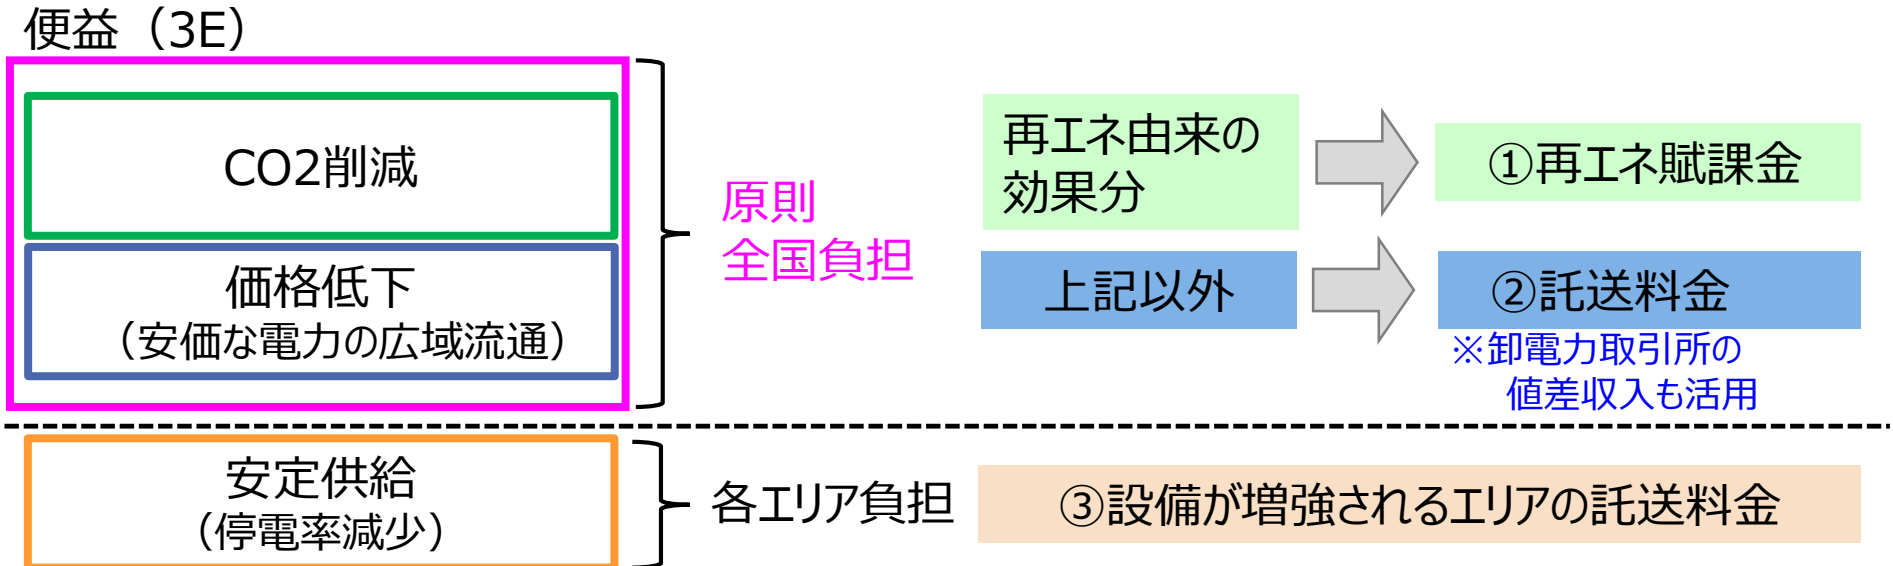 便益（3E）
CO2削減
価格低下
（安価な電力の広域流通）
原則
全国負担
再エネ由来の
効果分
①再エネ賦課金
上記以外
②託送料金
※卸電力取引所の
値差収入も活用
安定供給
（停電率減少）
各エリア負担
③設備が増強されるエリアの託送料金